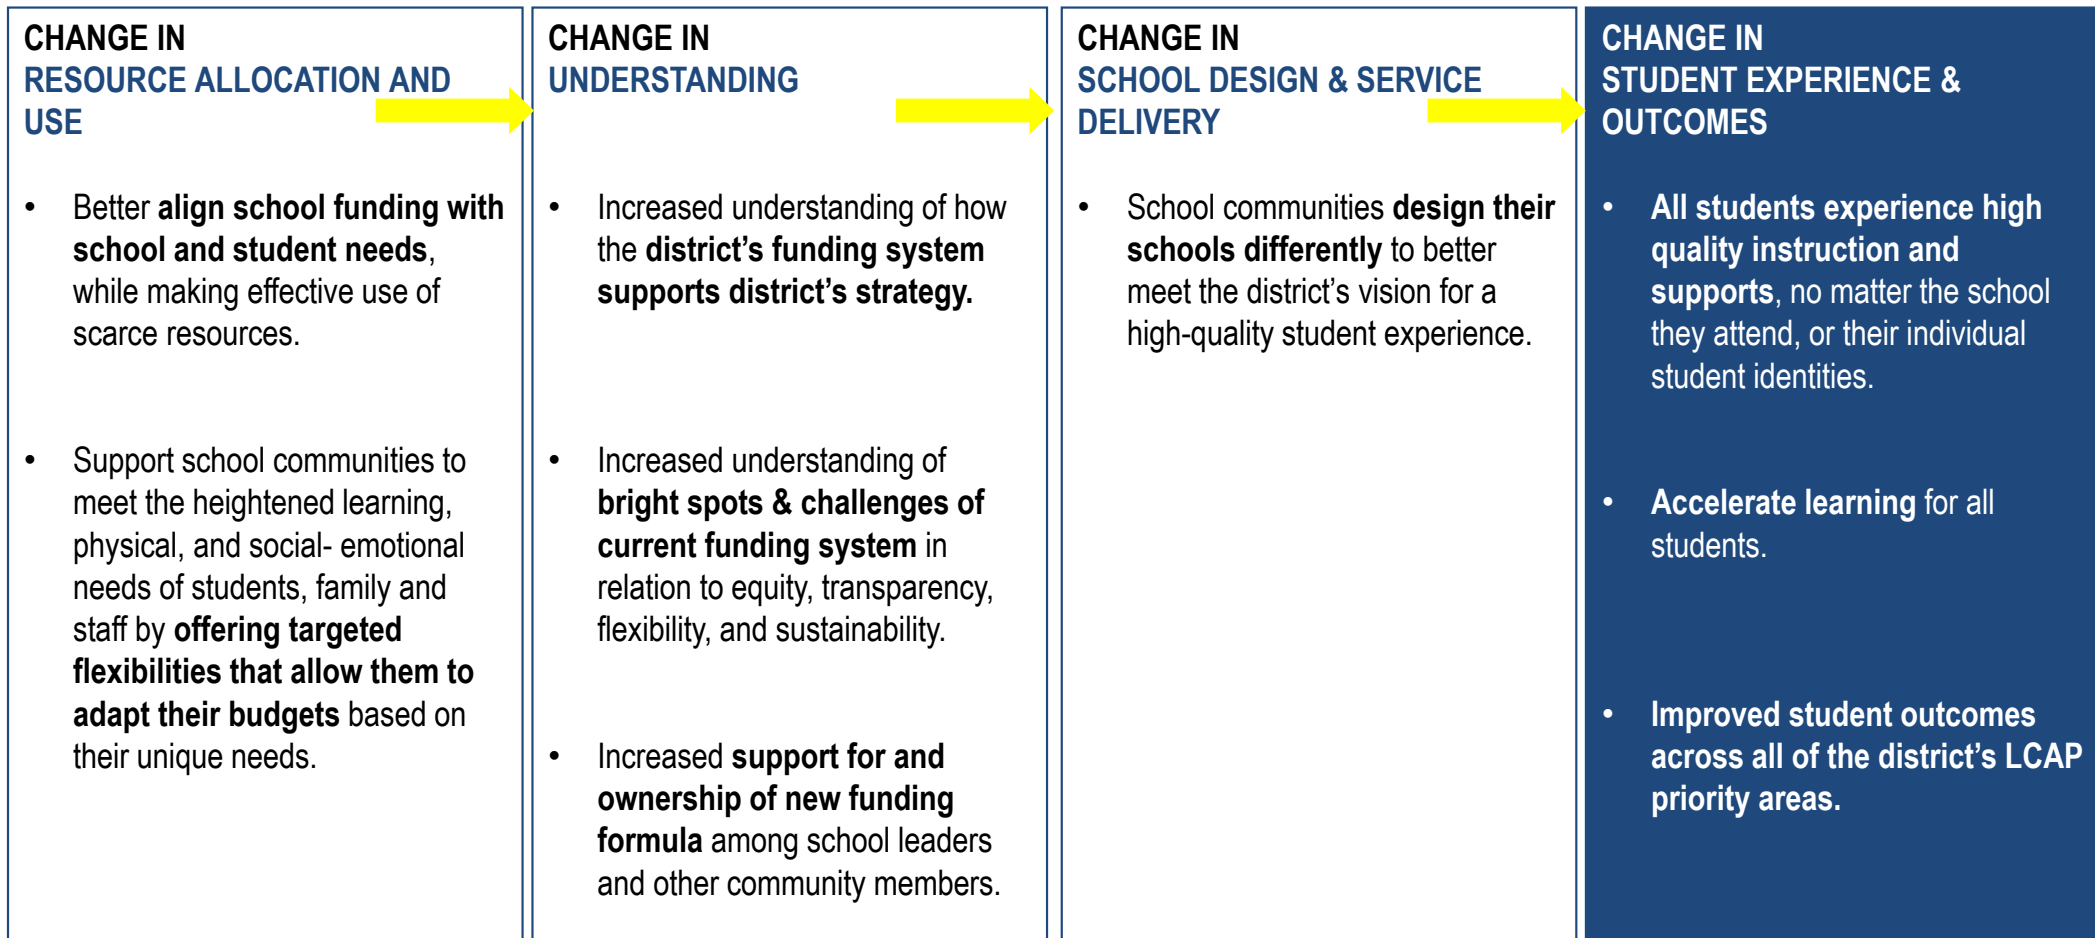 CHANGE IN
RESOURCE ALLOCATION AND
USE
• Better align school funding with
school and student needs,
while making effective use of
scarce resources.
• Support school communities to
meet the heightened learning,
physical, and social- emotional
needs of students, family and
staff by offering targeted
flexibilities that allow them to
adapt their budgets based on
their unique needs.
CHANGE IN
UNDERSTANDING
• Increased understanding of how
the district’s funding system
supports district’s strategy.
• Increased understanding of
bright spots & challenges of
current funding system in
relation to equity, transparency,
flexibility, and sustainability.
• Increased support for and
ownership of new funding
formula among school leaders
and other community members.
CHANGE IN
SCHOOL DESIGN & SERVICE
DELIVERY
• School communities design their
schools differently to better
meet the district’s vision for a
high-quality student experience.
CHANGE IN
STUDENT EXPERIENCE &
OUTCOMES
• All students experience high
quality instruction and
supports, no matter the school
they attend, or their individual
student identities.
• Accelerate learning for all
students.
• Improved student outcomes
across all of the district’s LCAP
priority areas.